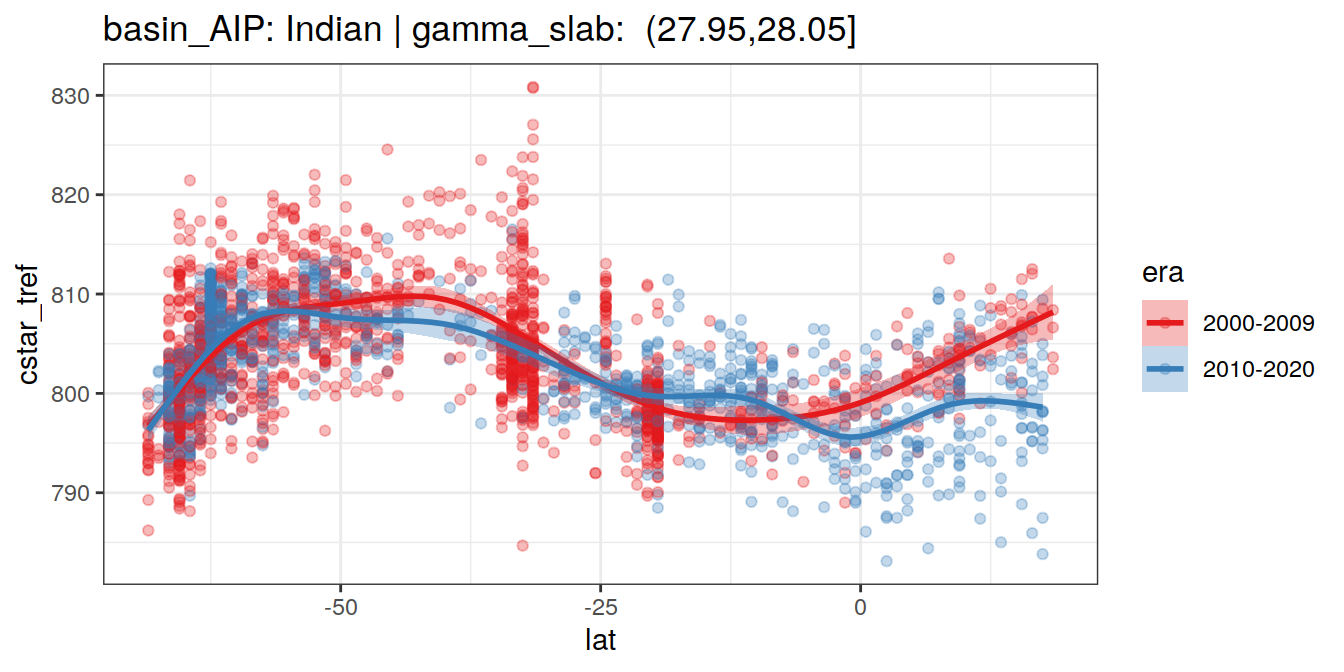 basin_AIP: Indian | gamma_slab:  (27.95,28.05]
830
820
810
800
790
cstar_tref
-50
-25
0
lat
era
2000-2009
2010-2020